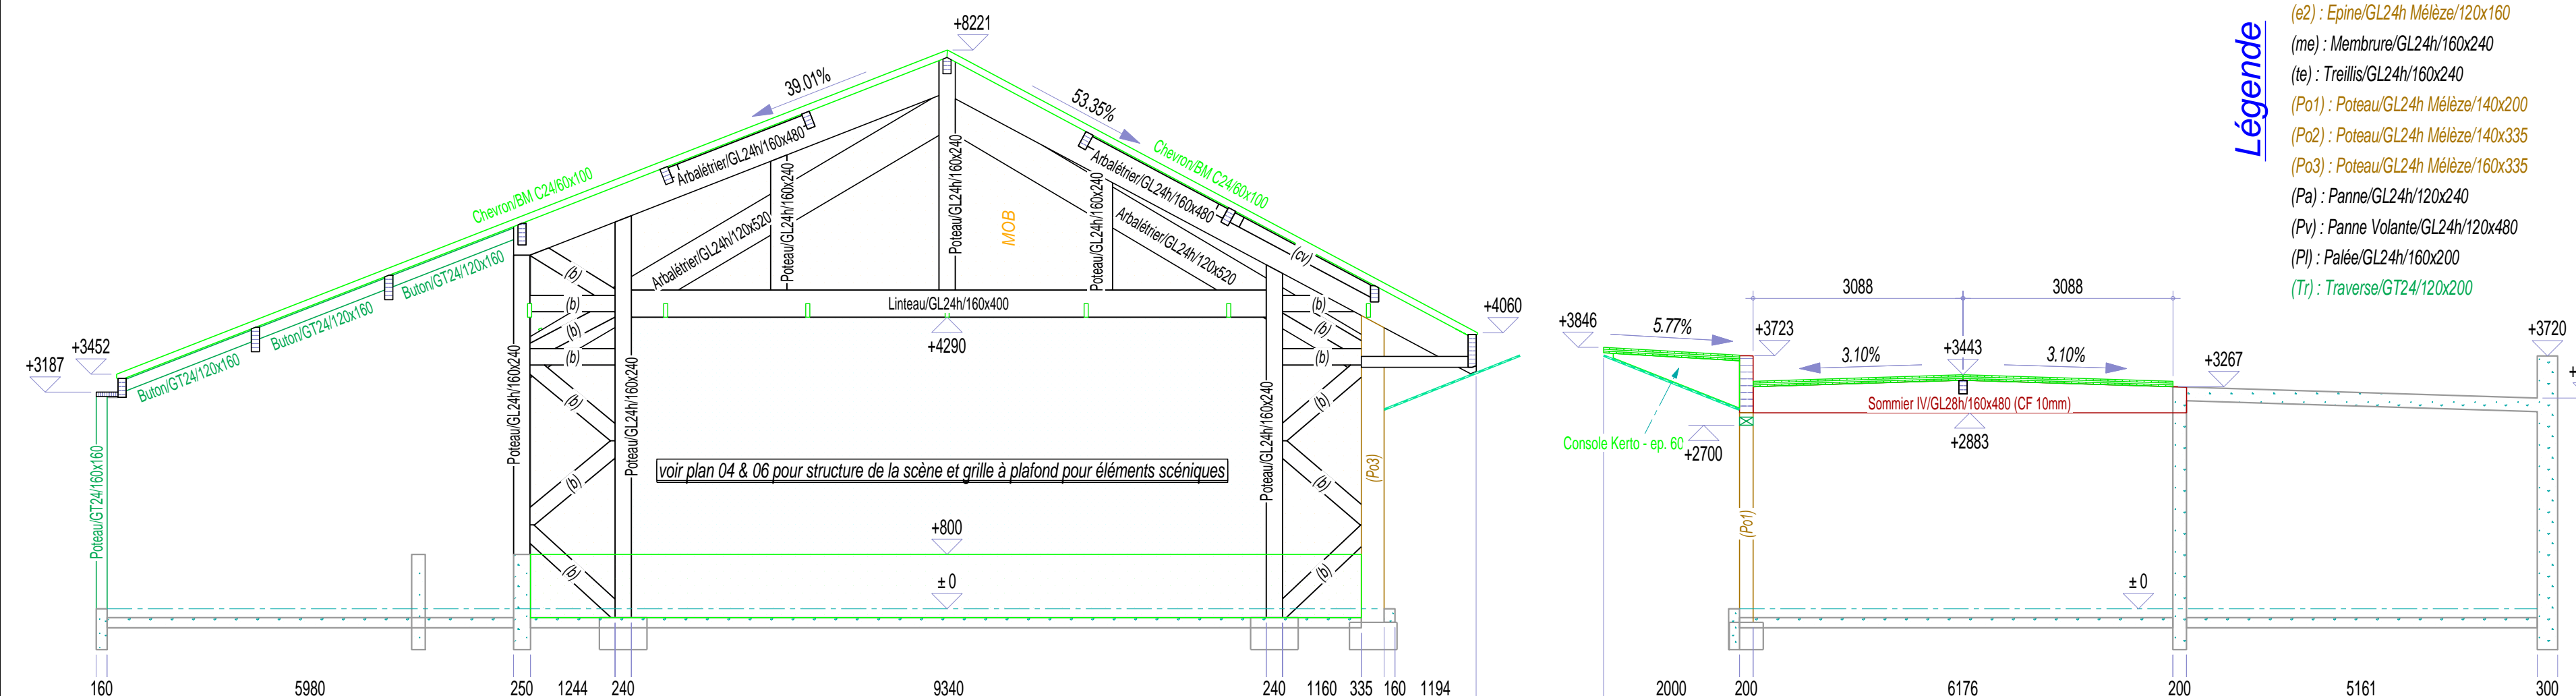 +8221
39.01%
53.35%
Chevron/BM C24/60x100
Chevron/BM C24/60x100
Arbalétrier/GL24h/160x480
Arbalétrier/GL24h/160x480
Poteau/GL24h/160x240
Poteau/GL24h/160x240
Poteau/GL24h/160x240
Arbalétrier/GL24h/120x520
Arbalétrier/GL24h/120x520
MOB
(cv)
Buton/GT24/120x160
Buton/GT24/120x160
Buton/GT24/120x160
Linteau/GL24h/160x400
(b)
(b)
(b)
(b)
(b)
(b)
(b)
(b)
(b)
(b)
(b)
(b)
(b)
+4290
+4060
+3452
+3187
Poteau/GT24/160x160
Poteau/GL24h/160x240
Poteau/GL24h/160x240
Poteau/GL24h/160x240
(Po3)
voir plan 04 & 06 pour structure de la scène et grille à plafond pour éléments scéniques
+800
± 0
160
5980
250
1244
240
9340
240
1160
335
160
1194
Légende
(e2) : Epine/GL24h Mélèze/120x160
(me) : Membrure/GL24h/160x240
(te) : Treillis/GL24h/160x240
(Po1) : Poteau/GL24h Mélèze/140x200
(Po2) : Poteau/GL24h Mélèze/140x335
(Po3) : Poteau/GL24h Mélèze/160x335
(Pa) : Panne/GL24h/120x240
(Pv) : Panne Volante/GL24h/120x480
(Pl) : Palée/GL24h/160x200
(Tr) : Traverse/GT24/120x200
3088
3088
+3846
5.77%
+3723
3.10%
+3443
3.10%
+3267
+3720
Sommier IV/GL28h/160x480 (CF 10mm)
Console Kerto - ep. 60
+2700
+2883
(Po1)
± 0
2000
200
6176
200
5161
300